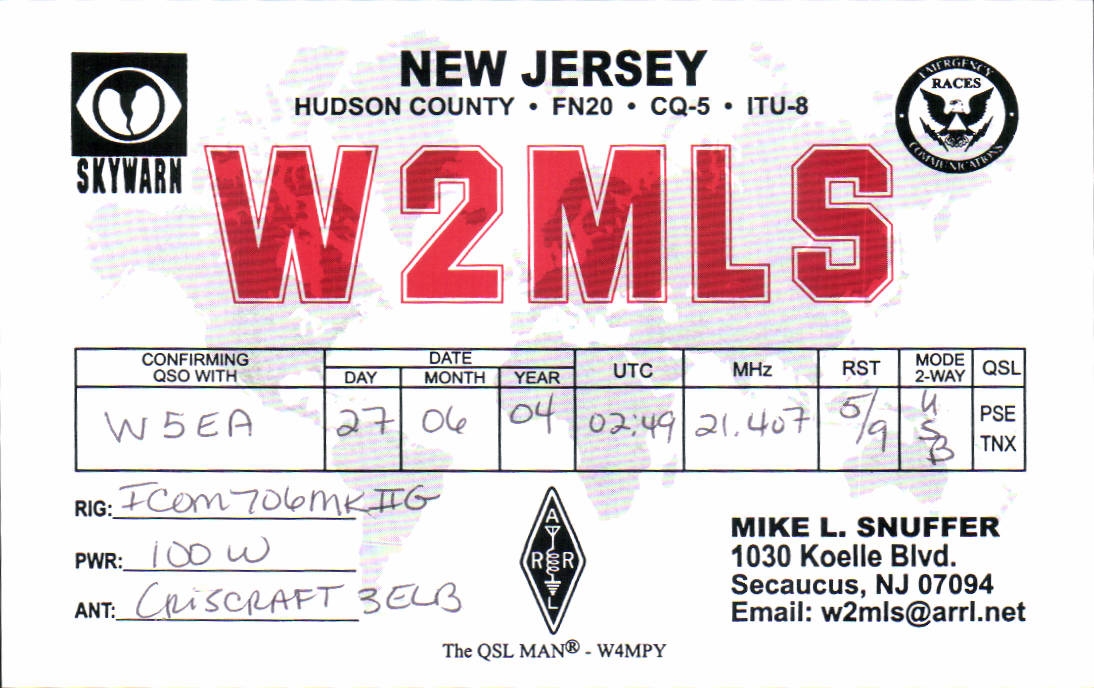 NEW JERSEY
HUDSON COUNTY • FN20 • CQ-5 • ITU-8
SKYWARN
EMERGENCY
RACES
COMMUNICATIONS
W2MLS
CONFIRMING QSO WITH DATE DAY MONTH YEAR UTC MHz RST MODE 2-WAY QSL
W5EA 27 06 04 02:49 21.407 5/9 USB PSE TNX
RIG: ICOM 706MKIIG
PWR: 100 W
ANT: CRISCRAFT 3ELB
A
R R
L
MIKE L. SNUFFER
1030 Koelle Blvd.
Secaucus, NJ 07094
Email: w2mls@arrl.net
The QSL MAN® - W4MPY